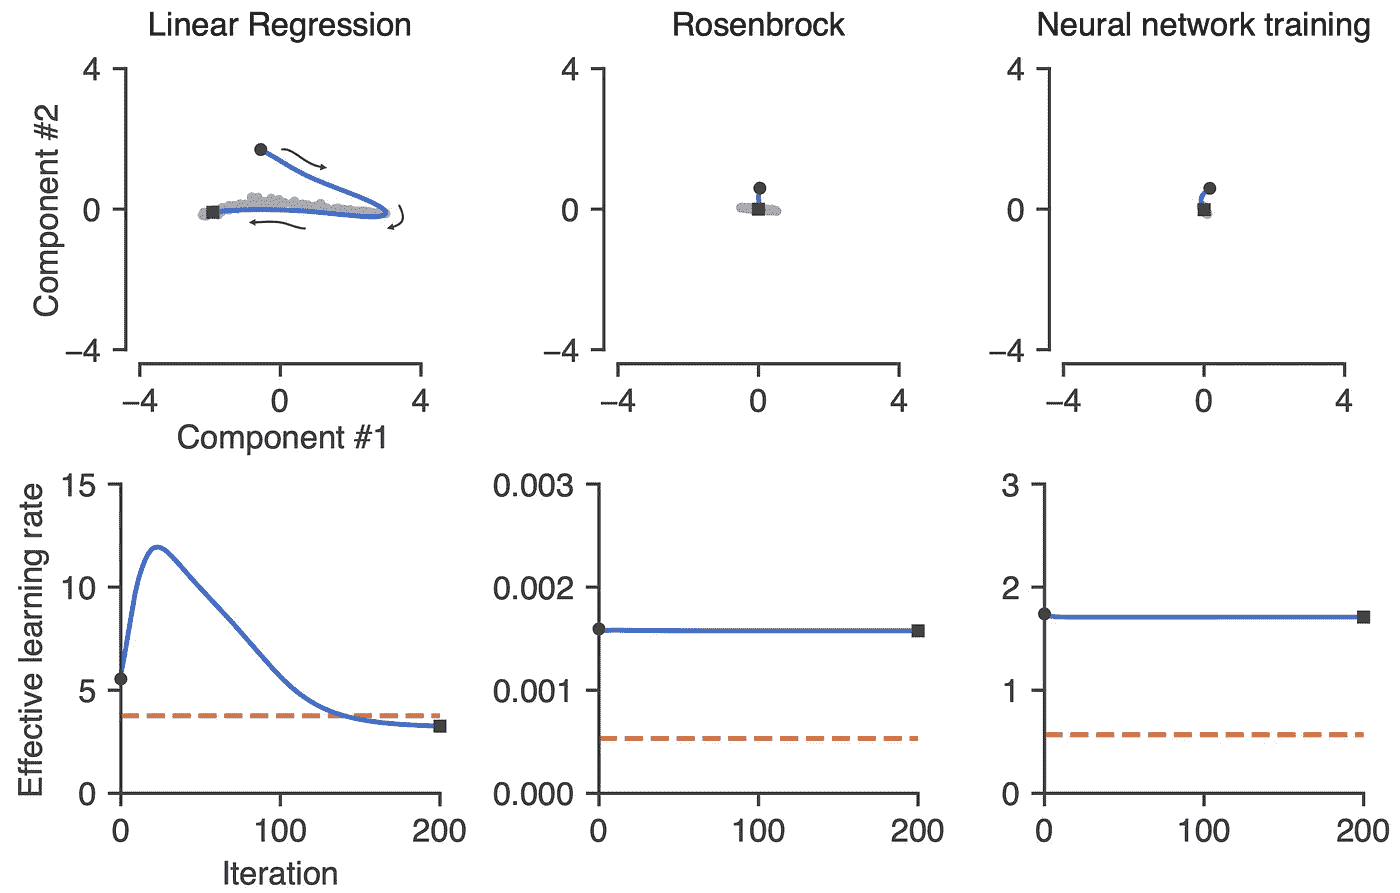 Linear Regression
Rosenbrock
Neural network training
4
0
−4
Component #2
−4 0 4
Component #1
4
0
−4
−4 0 4
4
0
−4
−4 0 4
15
10
5
0
Effective learning rate
0 100 200
Iteration
0.003
0.002
0.001
0.000
0 100 200
3
2
1
0
0 100 200